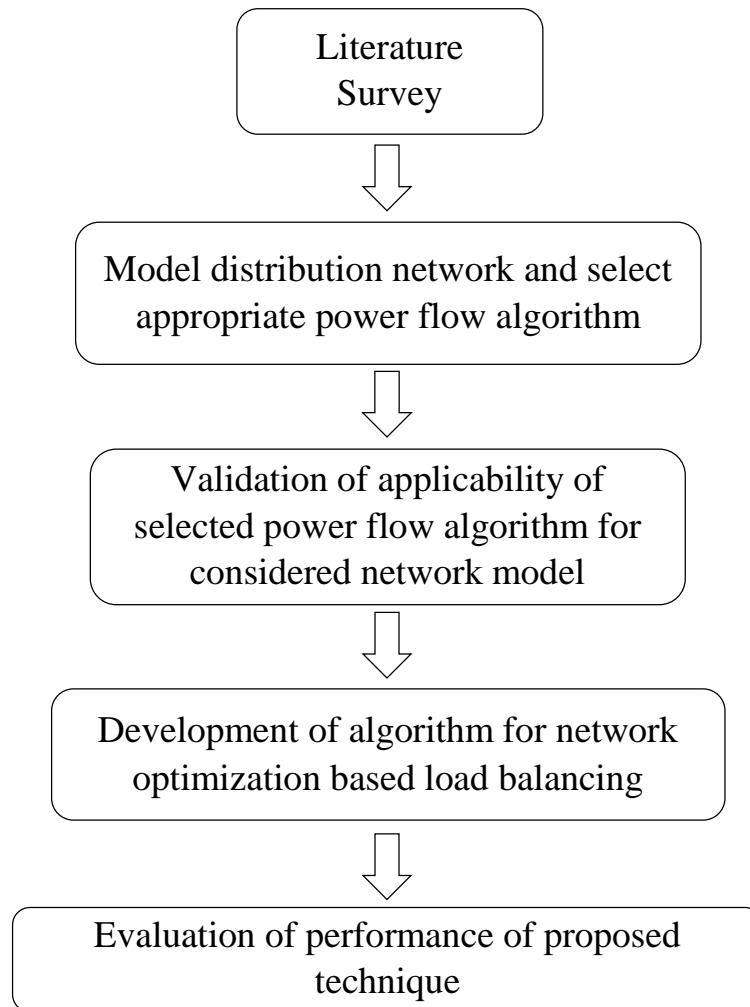 Literature
Survey
Model distribution network and select
appropriate power flow algorithm
Validation of applicability of
selected power flow algorithm for
considered network model
Development of algorithm for network
optimization based load balancing
Evaluation of performance of proposed
technique